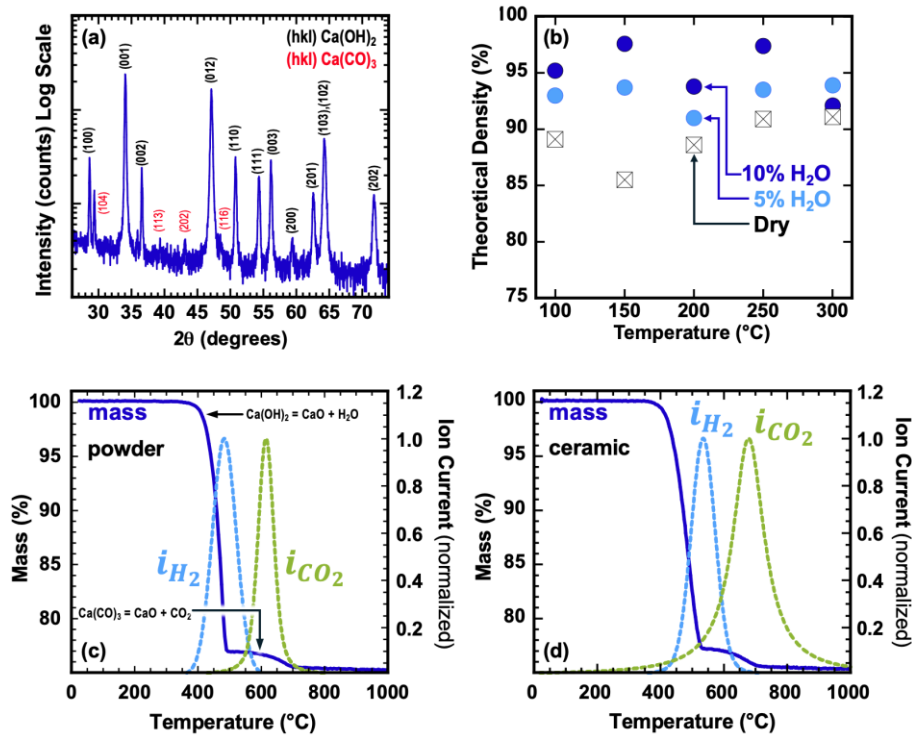 (a)
(hkl) Ca(OH)2
(hkl) Ca(CO)3
(100)
(104)
(001)
(002)
(113)
(202)
(012)
(116)
(110)
(111)
(003)
(200)
(201)
(103),(102)
(202)
Intensity (counts) Log Scale
30 35 40 45 50 55 60 65 70
2θ (degrees)
(b)
Theoretical Density (%)
100
95
90
85
80
75
10% H2O
5% H2O
Dry
100 150 200 250 300
Temperature (°C)
100
95
90
85
80
Mass (%)
mass
powder
Ca(OH)2 = CaO + H2O
iH2
iCO2
Ca(CO)3 = CaO + CO2
(c)
1.2
1.0
0.8
0.6
0.4
0.2
Ion Current (normalized)
0 200 400 600 800 1000
Temperature (°C)
100
95
90
85
80
Mass (%)
mass
ceramic
iH2
iCO2
(d)
1.2
1.0
0.8
0.6
0.4
0.2
Ion Current (normalized)
0 200 400 600 800 1000
Temperature (°C)